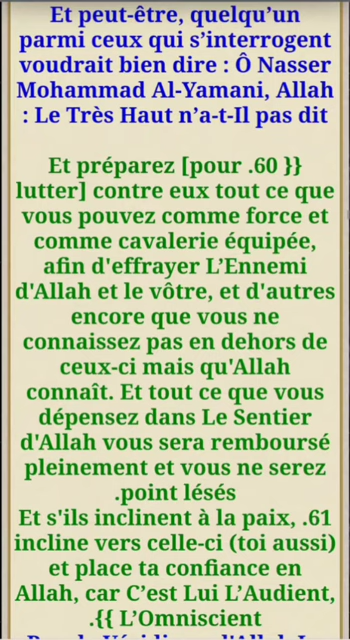 Et peut-être, quelqu’un
parmi ceux qui s’interrogent
voudrait bien dire : Ô Nasser
Mohammad Al-Yamani, Allah
: Le Très Haut n’a-t-Il pas dit
Et préparez [pour .60 }}
lutter] contre eux tout ce que
vous pouvez comme force et
comme cavalerie équipée,
afin d'effrayer L’Ennemi
d'Allah et le vôtre, et d'autres
encore que vous ne
connaissez pas en dehors de
ceux-ci mais qu'Allah
connaît. Et tout ce que vous
dépensez dans Le Sentier
d'Allah vous sera remboursé
pleinement et vous ne serez
.point lésés
Et s'ils inclinent à la paix, .61
incline vers celle-ci (toi aussi)
et place ta confiance en
Allah, car C’est Lui L’Audient,
.{{ L’Omniscient